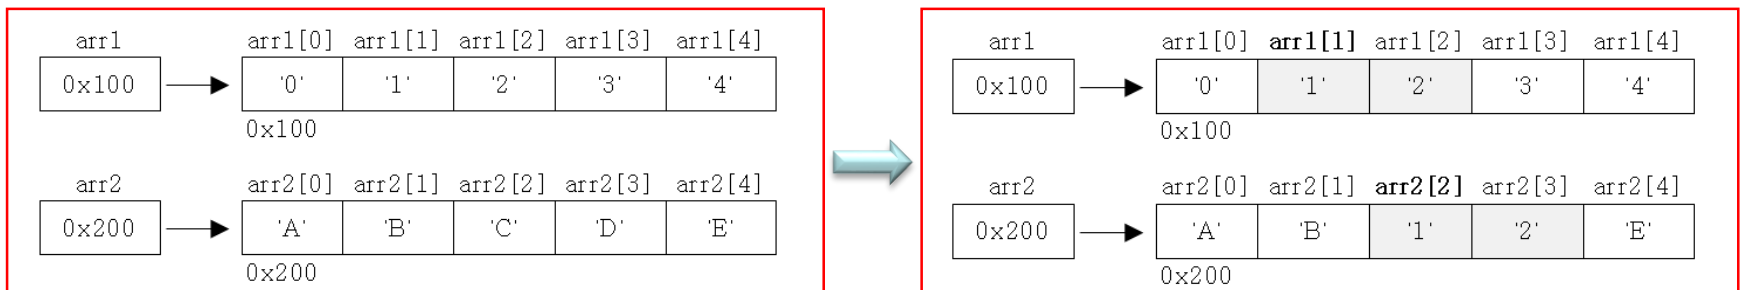 arr1 arr1[0] arr1[1] arr1[2] arr1[3] arr1[4]
0x100 '0' '1' '2' '3' '4'
0x100
arr2 arr2[0] arr2[1] arr2[2] arr2[3] arr2[4]
0x200 'A' 'B' 'C' 'D' 'E'
0x200
arr1 arr1[0] arr1[1] arr1[2] arr1[3] arr1[4]
0x100 '0' '1' '2' '3' '4'
0x100
arr2 arr2[0] arr2[1] arr2[2] arr2[3] arr2[4]
0x200 'A' 'B' '1' '2' 'E'
0x200